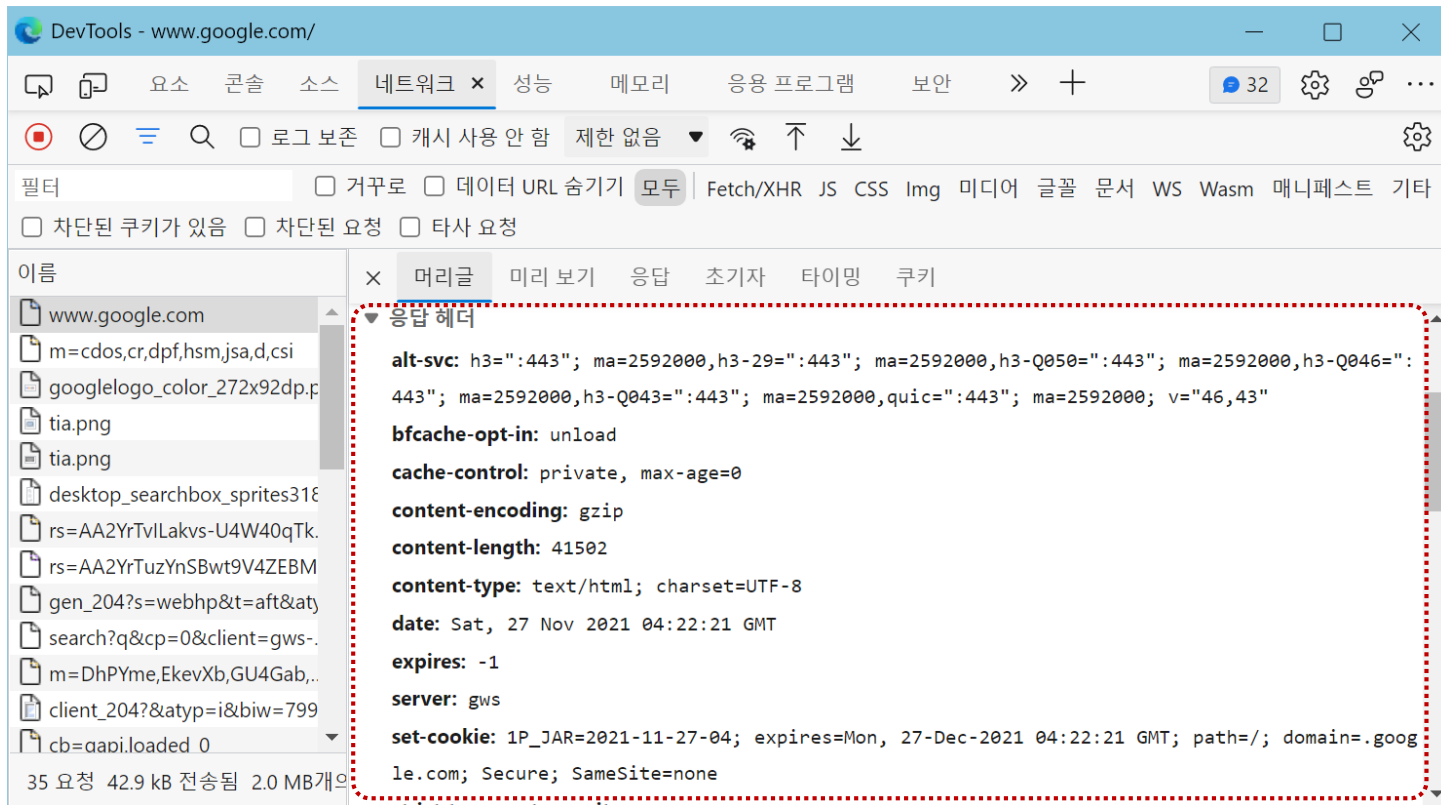 DevTools - www.google.com/
요소 콘솔 소스 네트워크 성능 메모리 응용 프로그램 보안 32
로그 보존 캐시 사용 안 함 제한 없음
필터 거꾸로 데이터 URL 숨기기 모두 Fetch/XHR JS CSS Img 미디어 글꼴 문서 WS Wasm 매니페스트 기타
차단된 쿠키가 있음 차단된 요청 타사 요청
이름
www.google.com
m=cdos,cr,dpf,hsm,jsa,d,csi
googlelogo_color_272x92dp.p
tia.png
tia.png
desktop_searchbox_sprites318
rs=AA2YrTvILakvs-U4W40qTk.
rs=AA2YrTuzYnSBwt9V4ZEBM
gen_204?s=webhp&t=aft&aty
search?q&cp=0&client=gws-.
m=DhPYme,EkevXb,GU4Gab,..
client_204?&atyp=i&biw=799
cb=gapi.loaded_0
35 요청 42.9 kB 전송됨 2.0 MB개의
머리글 미리 보기 응답 초기자 타이밍 쿠키
응답 헤더
alt-svc: h3=":443"; ma=2592000,h3-29=":443"; ma=2592000,h3-Q050=":443"; ma=2592000,h3-Q046=":
443"; ma=2592000,h3-Q043=":443"; ma=2592000,quic=":443"; ma=2592000; v="46,43"
bfcache-opt-in: unload
cache-control: private, max-age=0
content-encoding: gzip
content-length: 41502
content-type: text/html; charset=UTF-8
date: Sat, 27 Nov 2021 04:22:21 GMT
expires: -1
server: gws
set-cookie: 1P_JAR=2021-11-27-04; expires=Mon, 27-Dec-2021 04:22:21 GMT; path=/; domain=.goog
le.com; Secure; SameSite=none